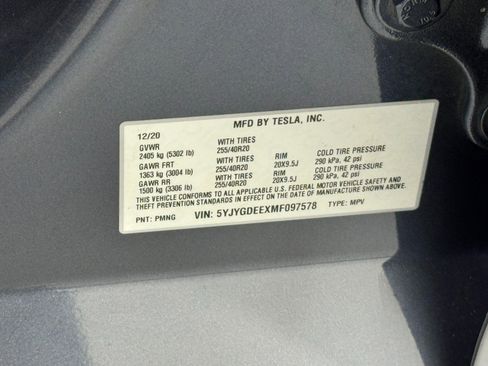 MFD BY TESLA, INC.
12/20
GVWR WITH TIRES RIM COLD TIRE PRESSURE
2405 kg (5302 lb) 255/40R20 20X9.5J 290 kPa, 42 psi
GAWR FRT WITH TIRES RIM COLD TIRE PRESSURE
1363 kg (3004 lb) 255/40R20 20X9.5J 290 kPa, 42 psi
GAWR RR
1500 kg (3306 lb)
THIS VEHICLE CONFORMS TO ALL APPLICABLE U.S. FEDERAL MOTOR VEHICLE SAFETY AND
THEFT PREVENTION STANDARDS IN EFFECT ON THE DATE OF MANUFACTURE SHOWN ABOVE.
PNT: PMNG VIN: 5YJYGDEEXMF097578 TYPE: MPV